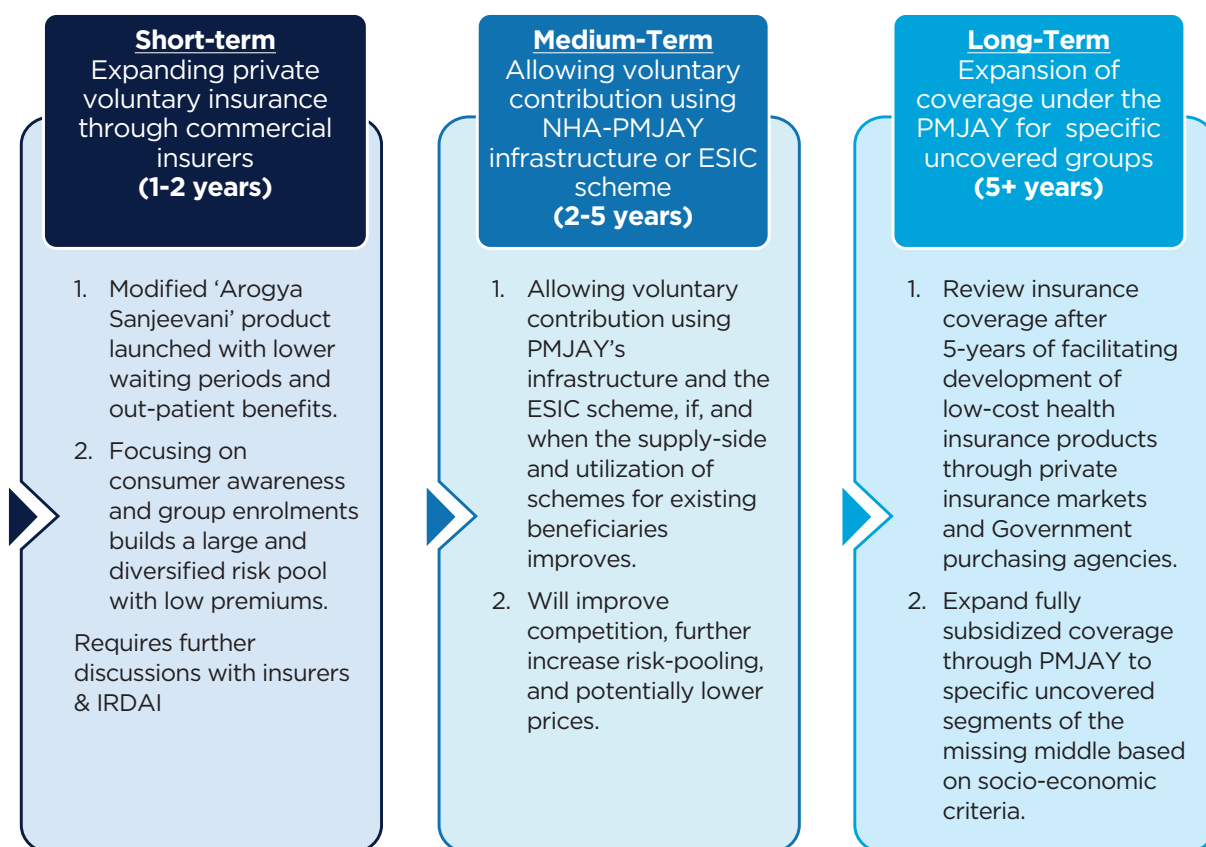 Short-term
Expanding private
voluntary insurance
through commercial
insurers
(1-2 years)
1. Modified ‘Arogya
Sanjeevani’ product
launched with lower
waiting periods and
out-patient benefits.
2. Focusing on
consumer awareness
and group enrolments
builds a large and
diversified risk pool
with low premiums.
Requires further
discussions with insurers
& IRDAI
Medium-Term
Allowing voluntary
contribution using
NHA-PMJAY
infrastructure or ESIC
scheme
(2-5 years)
1. Allowing voluntary
contribution using
PMJAY’s
infrastructure and the
ESIC scheme, if, and
when the supply-side
and utilization of
schemes for existing
beneficiaries
improves.
2. Will improve
competition, further
increase risk-pooling,
and potentially lower
prices.
Long-Term
Expansion of
coverage under the
PMJAY for specific
uncovered groups
(5+ years)
1. Review insurance
coverage after
5-years of facilitating
development of
low-cost health
insurance products
through private
insurance markets
and Government
purchasing agencies.
2. Expand fully
subsidized coverage
through PMJAY to
specific uncovered
segments of the
missing middle based
on socio-economic
criteria.